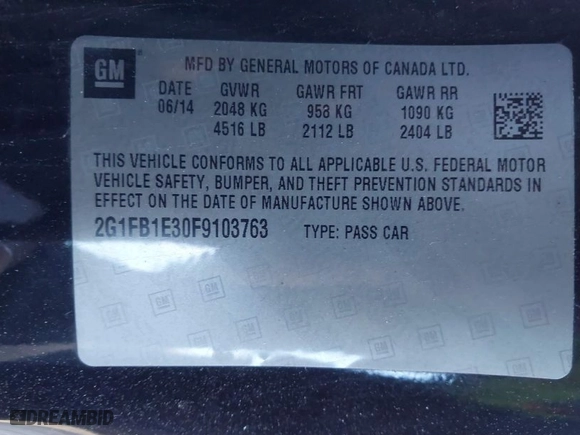 GM
MFD BY GENERAL MOTORS OF CANADA LTD.
DATE GVWR GAWR FRT GAWR RR
06/14 2048 KG 958 KG 1090 KG
4516 LB 2112 LB 2404 LB
THIS VEHICLE CONFORMS TO ALL APPLICABLE U.S. FEDERAL MOTOR
VEHICLE SAFETY, BUMPER, AND THEFT PREVENTION STANDARDS IN
EFFECT ON THE DATE OF MANUFACTURE SHOWN ABOVE.
2G1FB1E30F9103763 TYPE: PASS CAR
DREAMBID